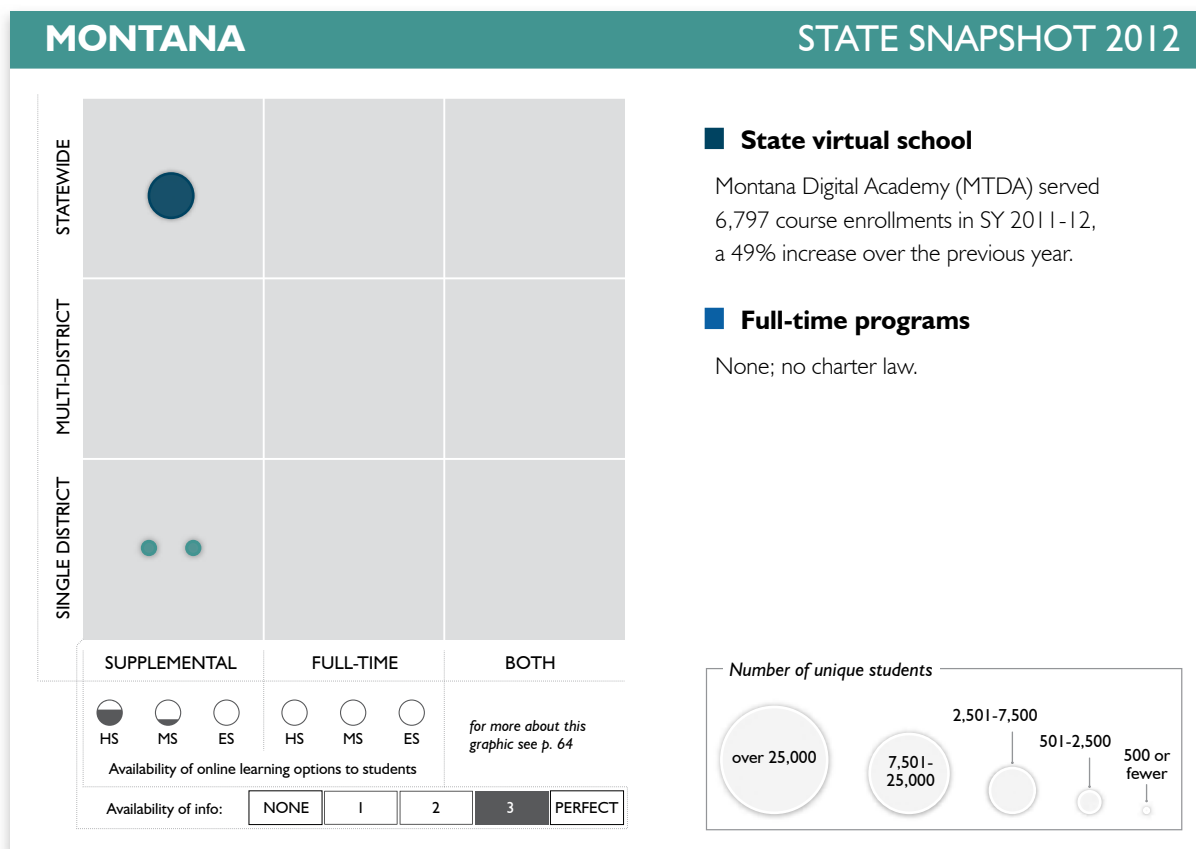 MONTANA
STATE SNAPSHOT 2012
STATEWIDE
MULTI-DISTRICT
SINGLE DISTRICT
SUPPLEMENTAL
FULL-TIME
BOTH
HS
MS
ES
HS
MS
ES
for more about this
graphic see p. 64
Availability of online learning options to students
Availability of info:
NONE
1
2
3
PERFECT
State virtual school
Montana Digital Academy (MTDA) served
6,797 course enrollments in SY 2011-12,
a 49% increase over the previous year.
Full-time programs
None; no charter law.
Number of unique students
over 25,000
7,501-
25,000
2,501-7,500
501-2,500
500 or
fewer